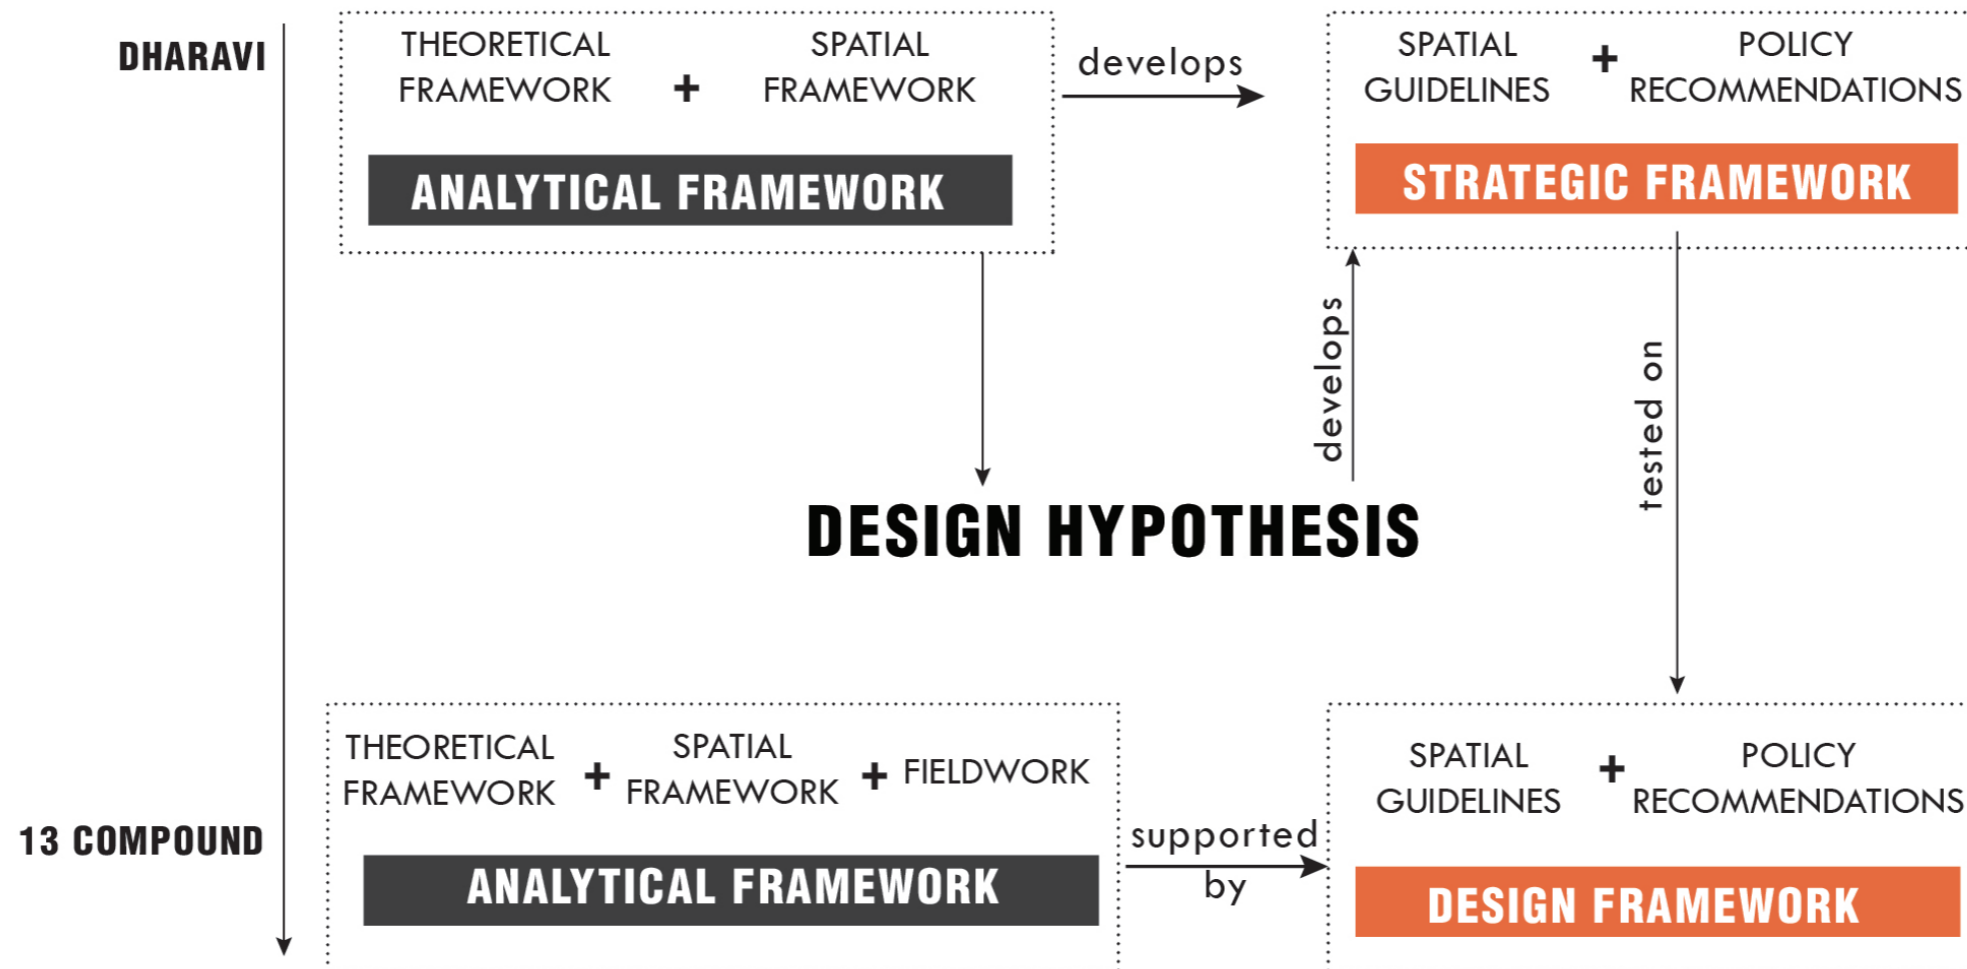 DHARAVI
THEORETICAL
FRAMEWORK
+
SPATIAL
FRAMEWORK
ANALYTICAL FRAMEWORK
develops
SPATIAL
GUIDELINES
+
POLICY
RECOMMENDATIONS
STRATEGIC FRAMEWORK
develops
tested on
DESIGN HYPOTHESIS
13 COMPOUND
THEORETICAL
FRAMEWORK
+
SPATIAL
FRAMEWORK
+ FIELDWORK
ANALYTICAL FRAMEWORK
supported
by
SPATIAL
GUIDELINES
+
POLICY
RECOMMENDATIONS
DESIGN FRAMEWORK